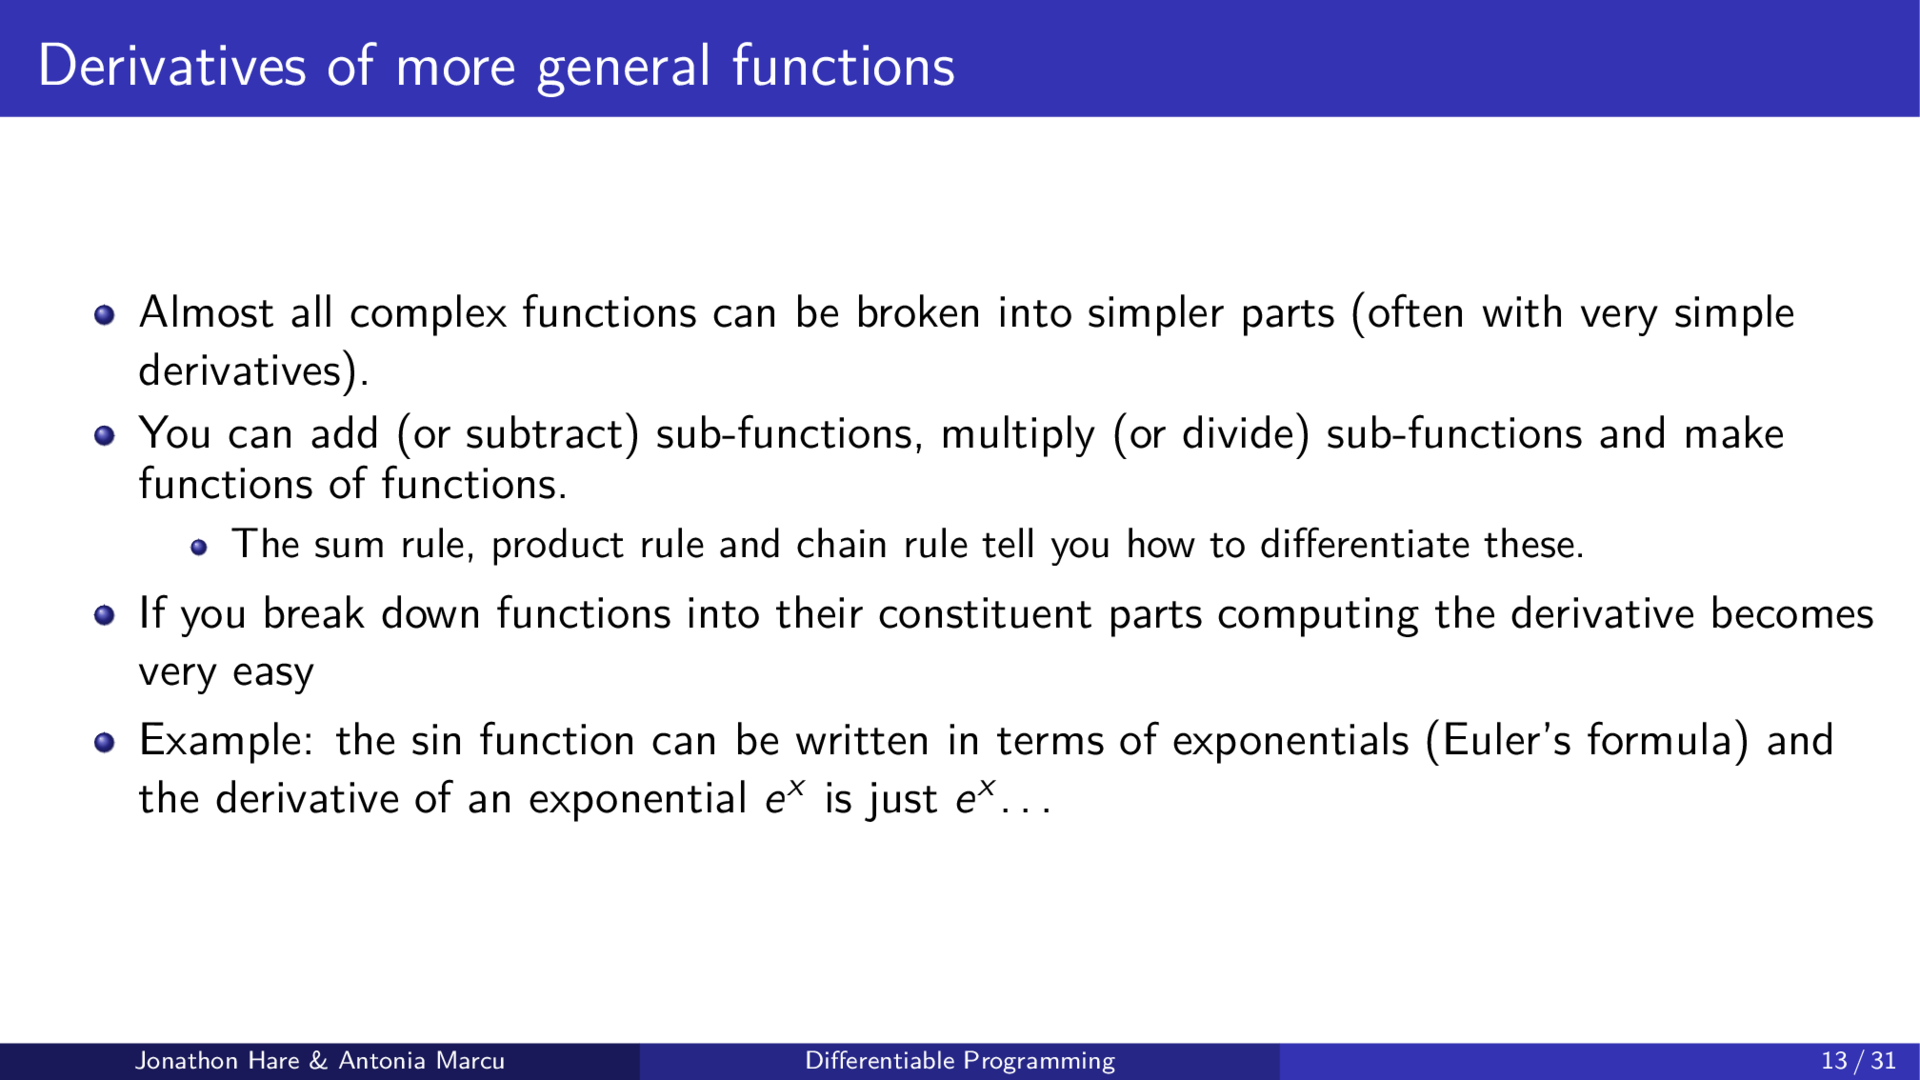 Derivatives of more general functions
Almost all complex functions can be broken into simpler parts (often with very simple
derivatives).
You can add (or subtract) sub-functions, multiply (or divide) sub-functions and make
functions of functions.
The sum rule, product rule and chain rule tell you how to differentiate these.
If you break down functions into their constituent parts computing the derivative becomes
very easy
Example: the sin function can be written in terms of exponentials (Euler's formula) and
the derivative of an exponential eˣ is just eˣ...
Jonathon Hare & Antonia Marcu
Differentiable Programming
13 / 31